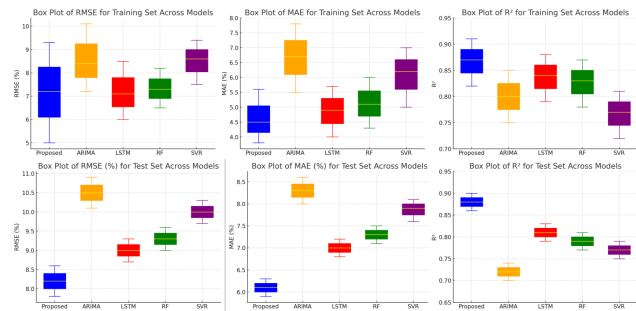 Box Plot of RMSE for Training Set Across Models
RMSE (%)
10
9
8
7
6
5
Proposed ARIMA LSTM RF SVR
Box Plot of MAE for Training Set Across Models
MAE (%)
8.0
7.5
7.0
6.5
6.0
5.5
5.0
4.5
4.0
Proposed ARIMA LSTM RF SVR
Box Plot of R² for Training Set Across Models
R²
0.95
0.90
0.85
0.80
0.75
0.70
Proposed ARIMA LSTM RF SVR
Box Plot of RMSE (%) for Test Set Across Models
RMSE (%)
11.0
10.5
10.0
9.5
9.0
8.5
8.0
Proposed ARIMA LSTM RF SVR
Box Plot of MAE (%) for Test Set Across Models
MAE (%)
8.5
8.0
7.5
7.0
6.5
6.0
Proposed ARIMA LSTM RF SVR
Box Plot of R² for Test Set Across Models
R²
0.95
0.90
0.85
0.80
0.75
0.70
0.65
Proposed ARIMA LSTM RF SVR